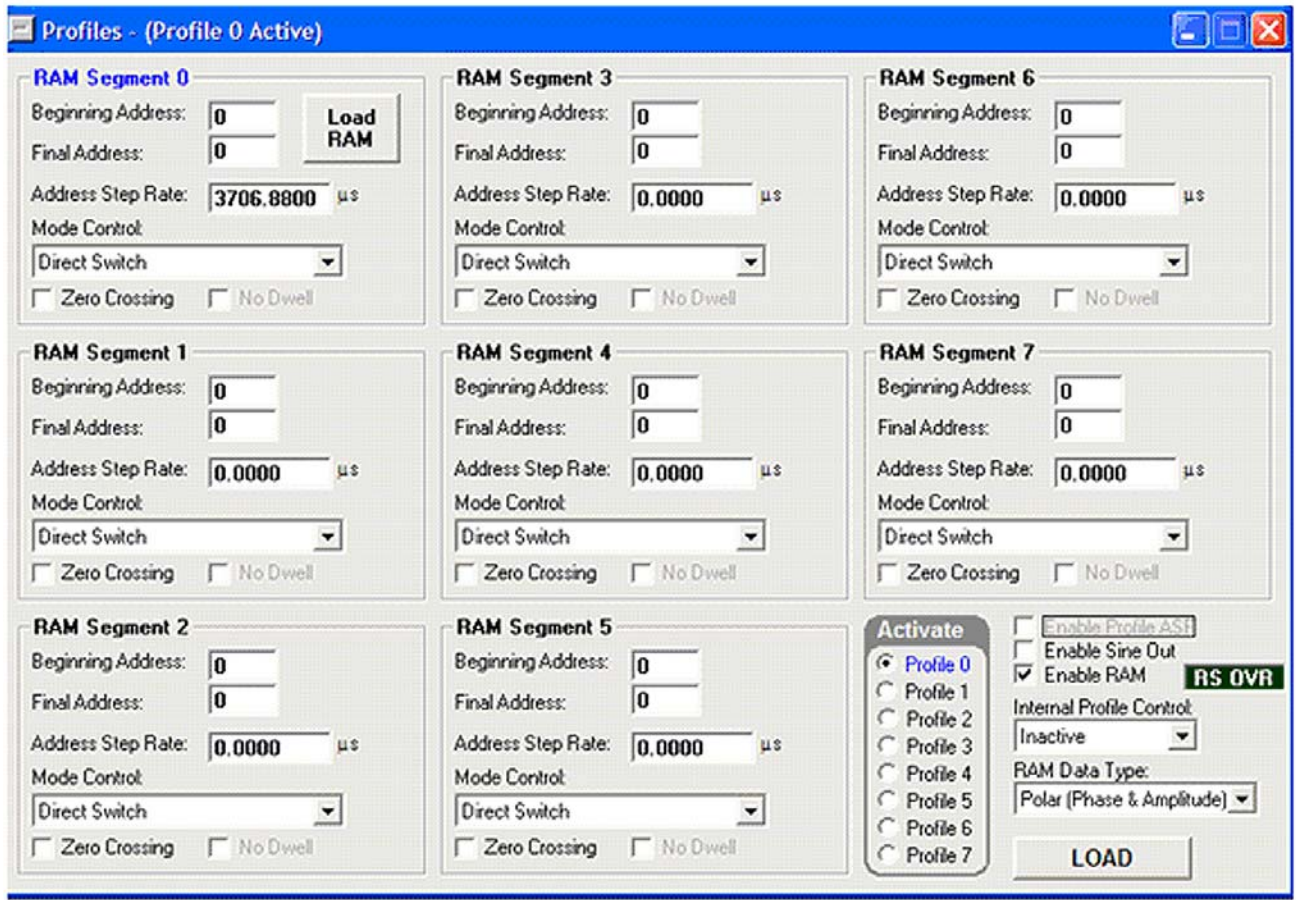 Profiles - (Profile 0 Active)
RAM Segment 0
Beginning Address: 0
Load RAM
Final Address: 0
Address Step Rate: 3706.8800 µs
Mode Control:
Direct Switch
Zero Crossing No Dwell
RAM Segment 3
Beginning Address: 0
Final Address: 0
Address Step Rate: 0.0000 µs
Mode Control:
Direct Switch
Zero Crossing No Dwell
RAM Segment 6
Beginning Address: 0
Final Address: 0
Address Step Rate: 0.0000 µs
Mode Control:
Direct Switch
Zero Crossing No Dwell
RAM Segment 1
Beginning Address: 0
Final Address: 0
Address Step Rate: 0.0000 µs
Mode Control:
Direct Switch
Zero Crossing No Dwell
RAM Segment 4
Beginning Address: 0
Final Address: 0
Address Step Rate: 0.0000 µs
Mode Control:
Direct Switch
Zero Crossing No Dwell
RAM Segment 7
Beginning Address: 0
Final Address: 0
Address Step Rate: 0.0000 µs
Mode Control:
Direct Switch
Zero Crossing No Dwell
RAM Segment 2
Beginning Address: 0
Final Address: 0
Address Step Rate: 0.0000 µs
Mode Control:
Direct Switch
Zero Crossing No Dwell
RAM Segment 5
Beginning Address: 0
Final Address: 0
Address Step Rate: 0.0000 µs
Mode Control:
Direct Switch
Zero Crossing No Dwell
Activate
Profile 0
Profile 1
Profile 2
Profile 3
Profile 4
Profile 5
Profile 6
Profile 7
Enable Profile ASF
Enable Sine Out
Enable RAM
RS OVR
Internal Profile Control:
Inactive
RAM Data Type:
Polar (Phase & Amplitude)
LOAD